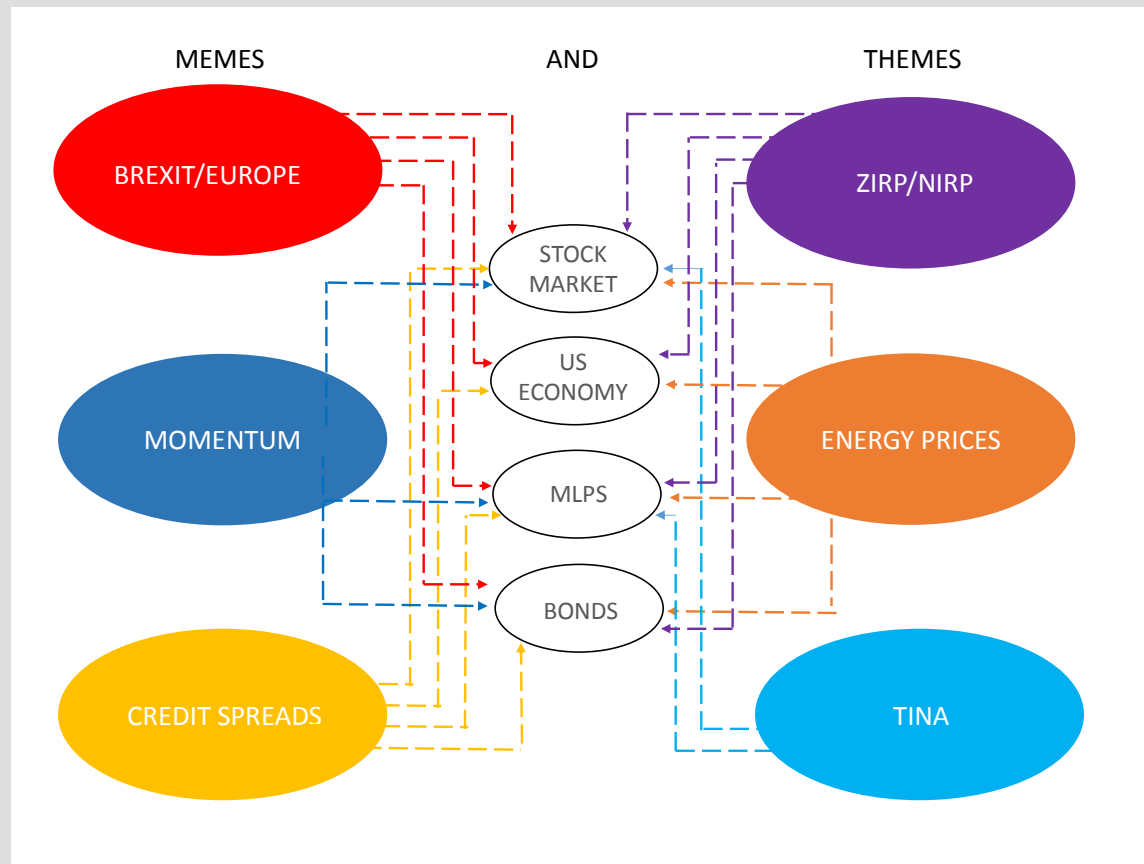 MEMES AND THEMES
BREXIT/EUROPE
ZIRP/NIRP
STOCK
MARKET
US
ECONOMY
MOMENTUM
ENERGY PRICES
MLPS
BONDS
CREDIT SPREADS
TINA